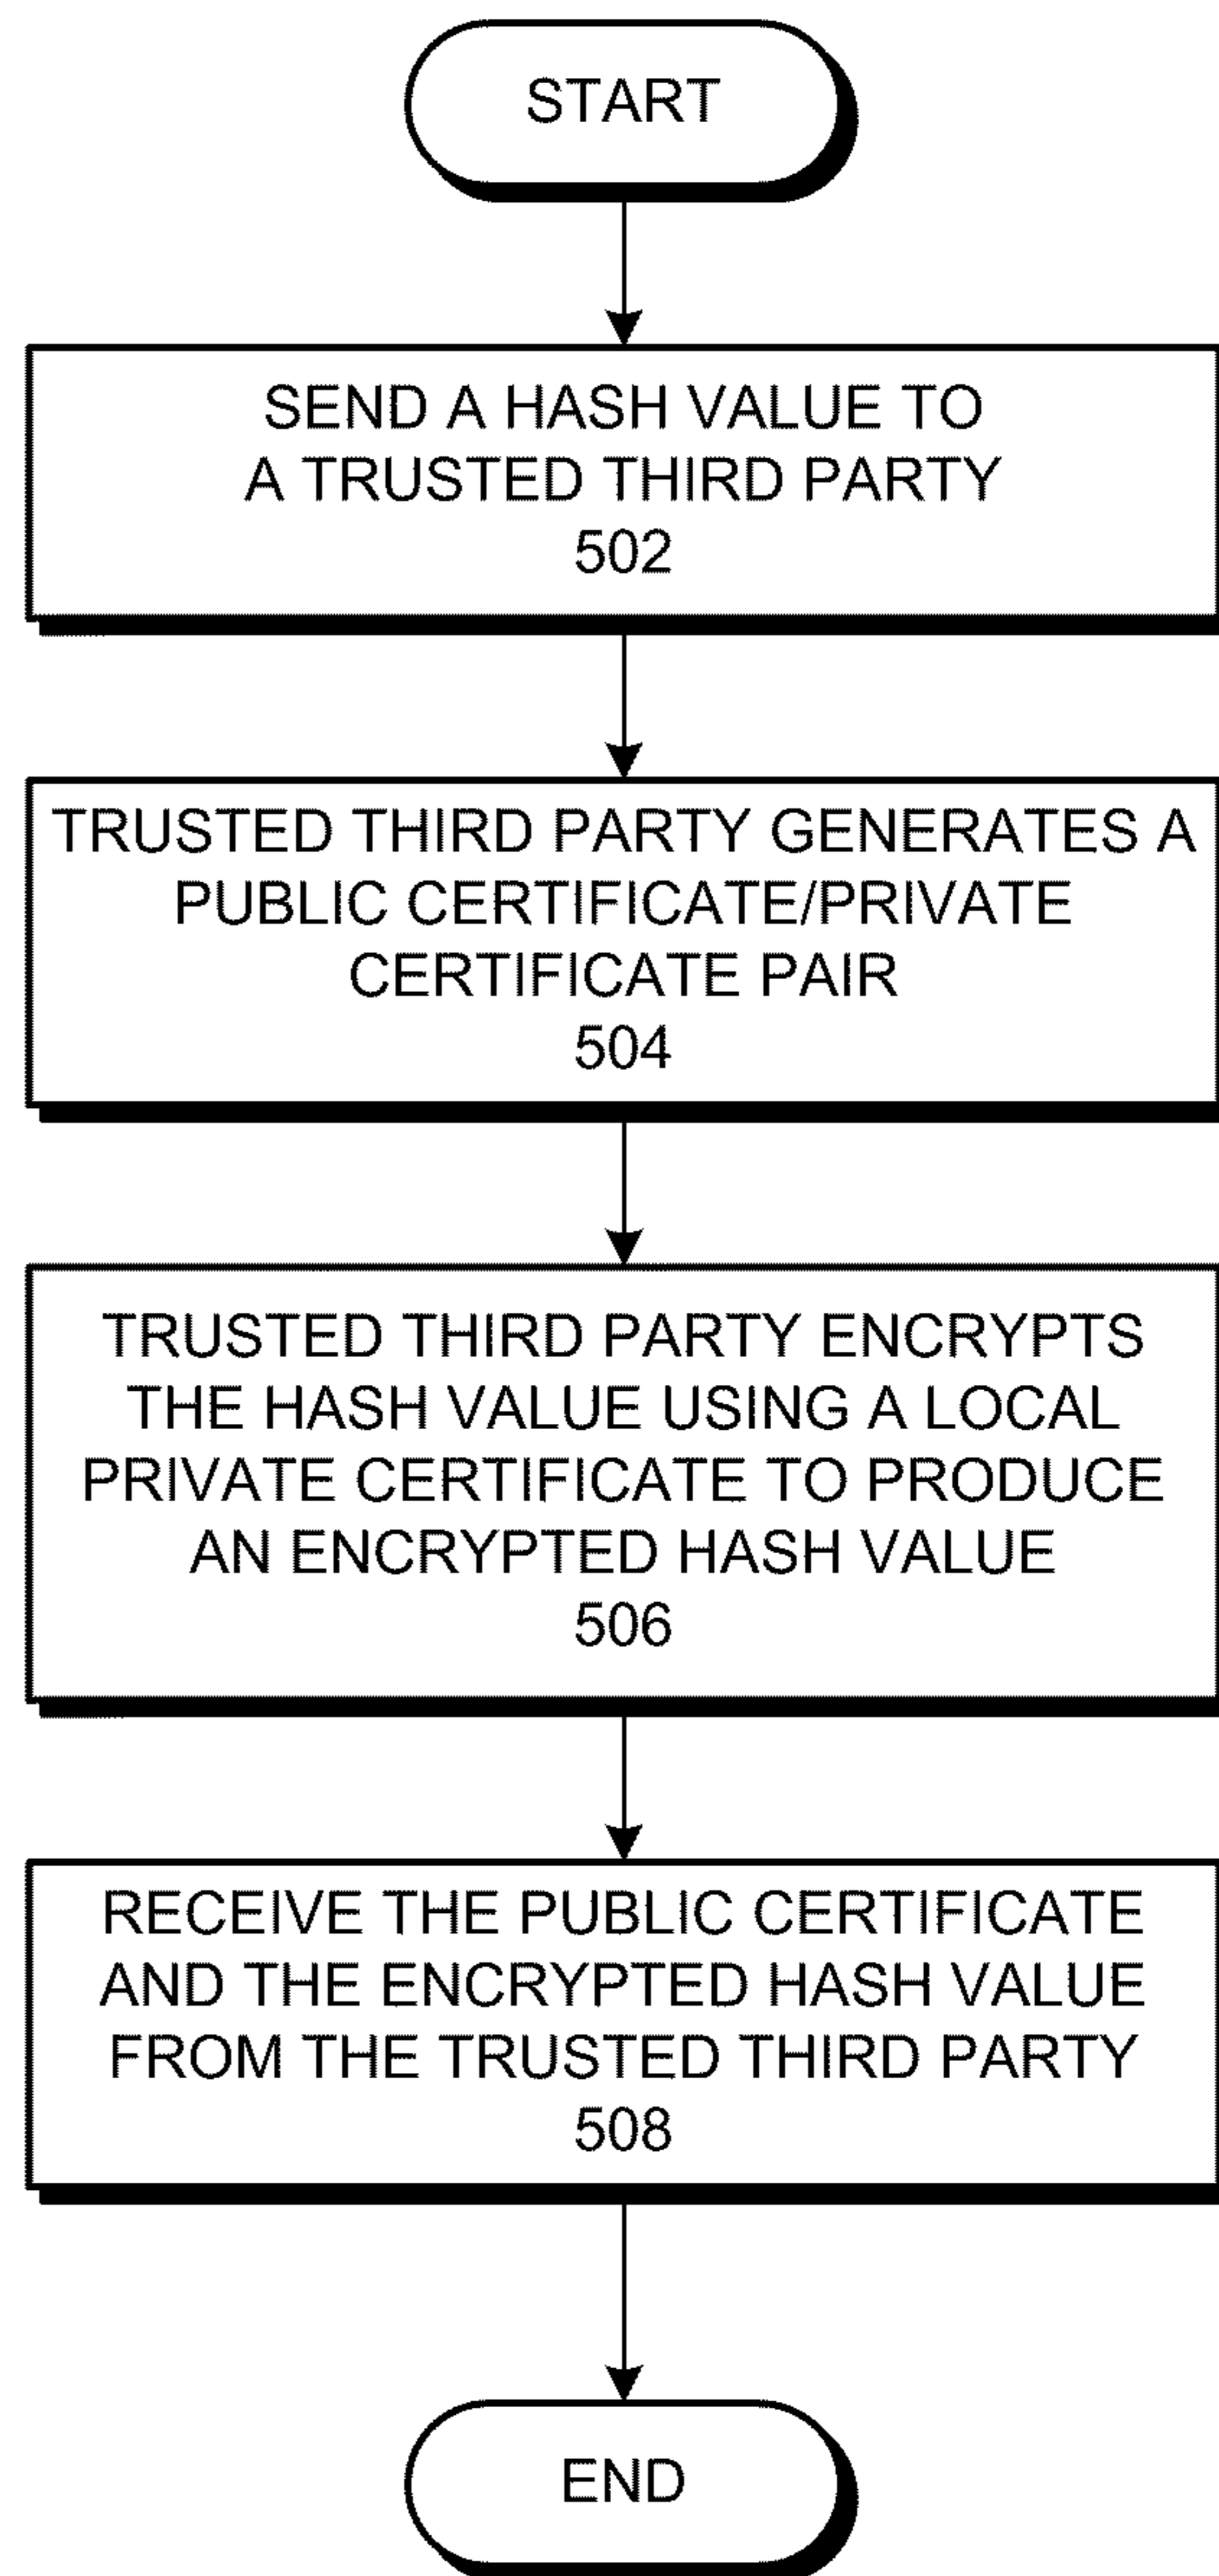 START
SEND A HASH VALUE TO
A TRUSTED THIRD PARTY
502
TRUSTED THIRD PARTY GENERATES A
PUBLIC CERTIFICATE/PRIVATE
CERTIFICATE PAIR
504
TRUSTED THIRD PARTY ENCRYPTS
THE HASH VALUE USING A LOCAL
PRIVATE CERTIFICATE TO PRODUCE
AN ENCRYPTED HASH VALUE
506
RECEIVE THE PUBLIC CERTIFICATE
AND THE ENCRYPTED HASH VALUE
FROM THE TRUSTED THIRD PARTY
508
END